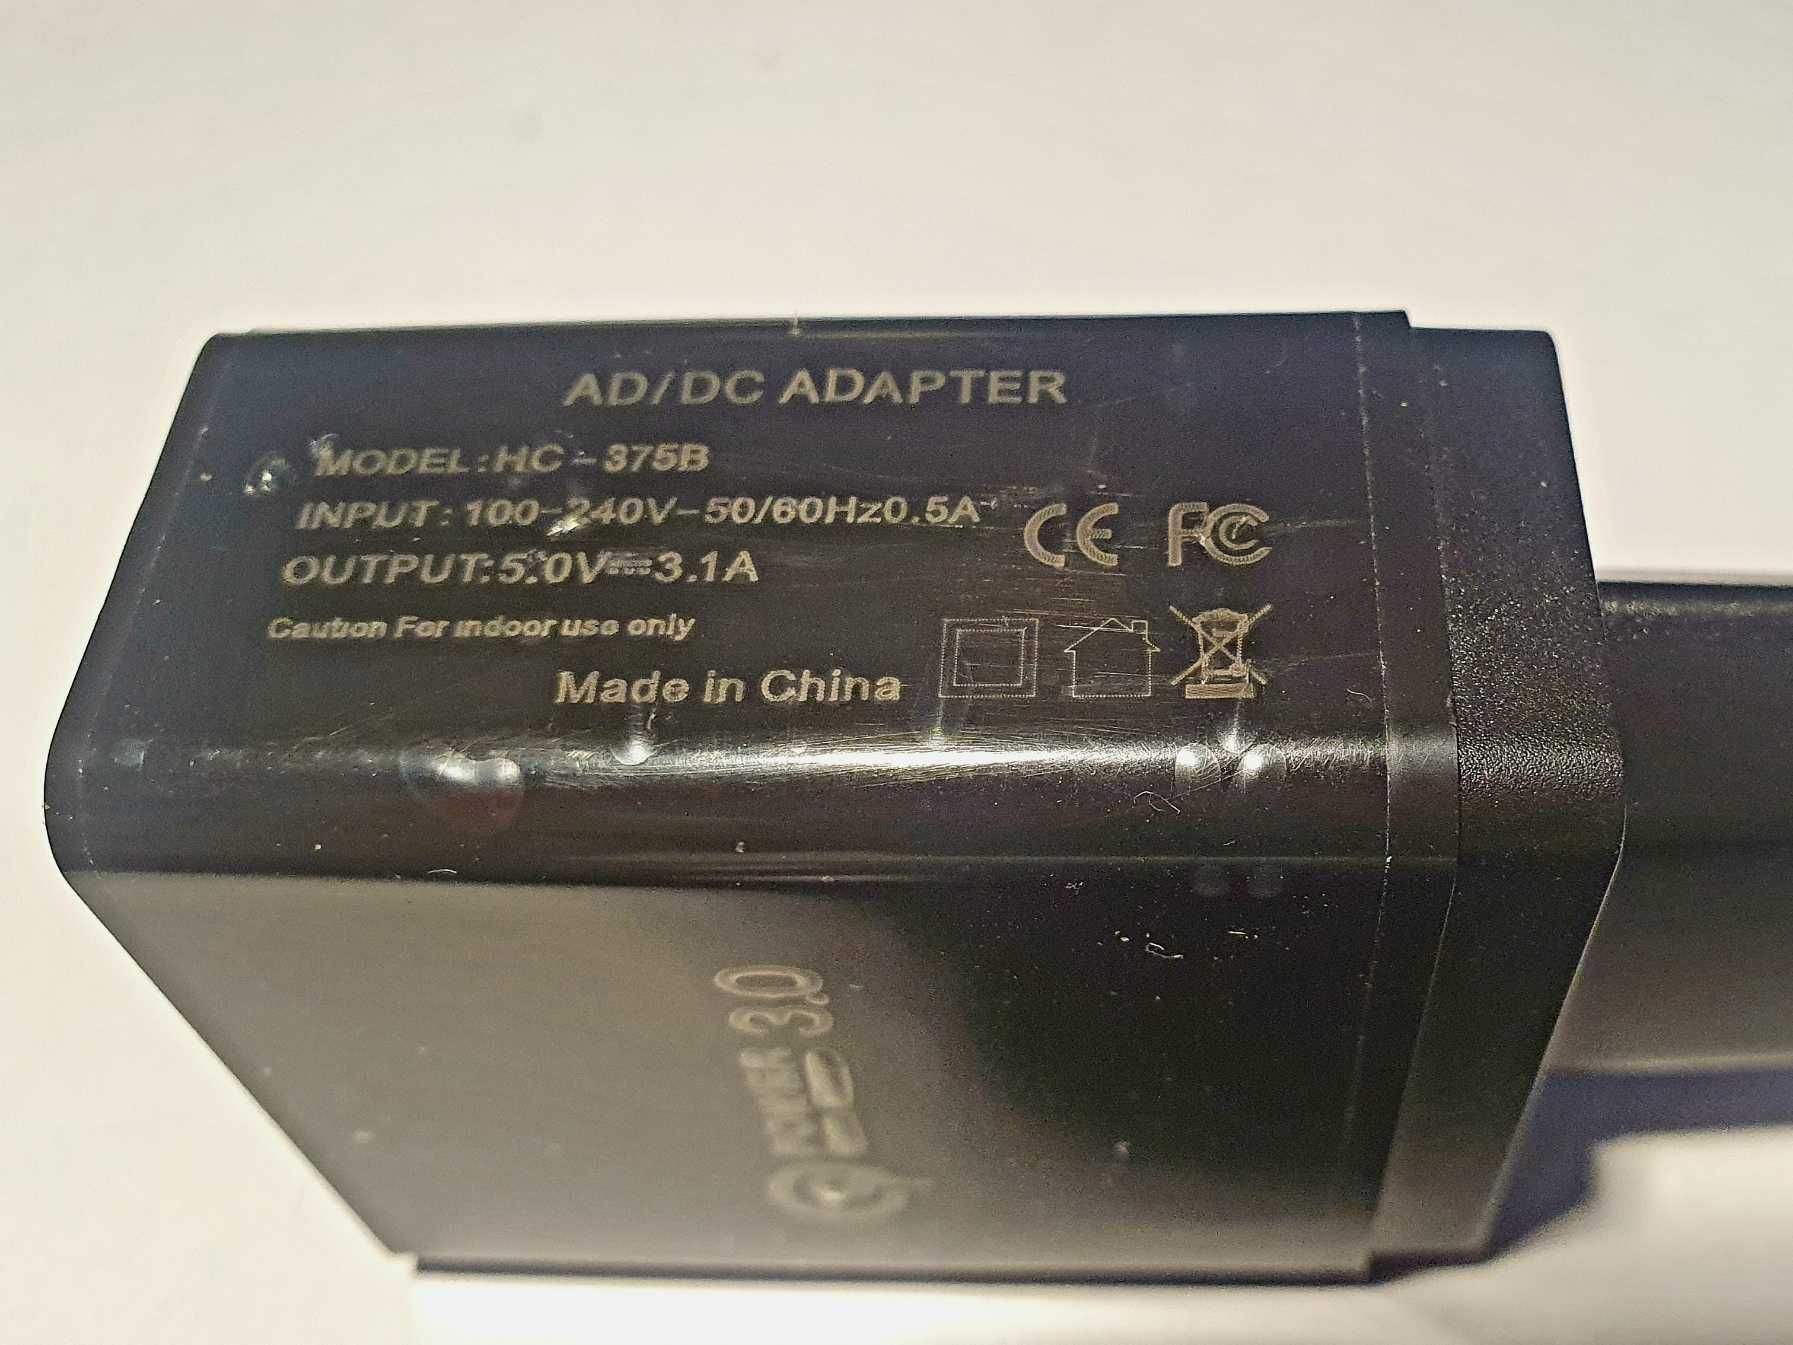 AD/DC ADAPTER
MODEL:HC-375B
INPUT:100-240V-50/60Hz0.5A
OUTPUT:5.0V⎓3.1A
Caution For indoor use only
Made in China
CE FC
Q POWER 3.0